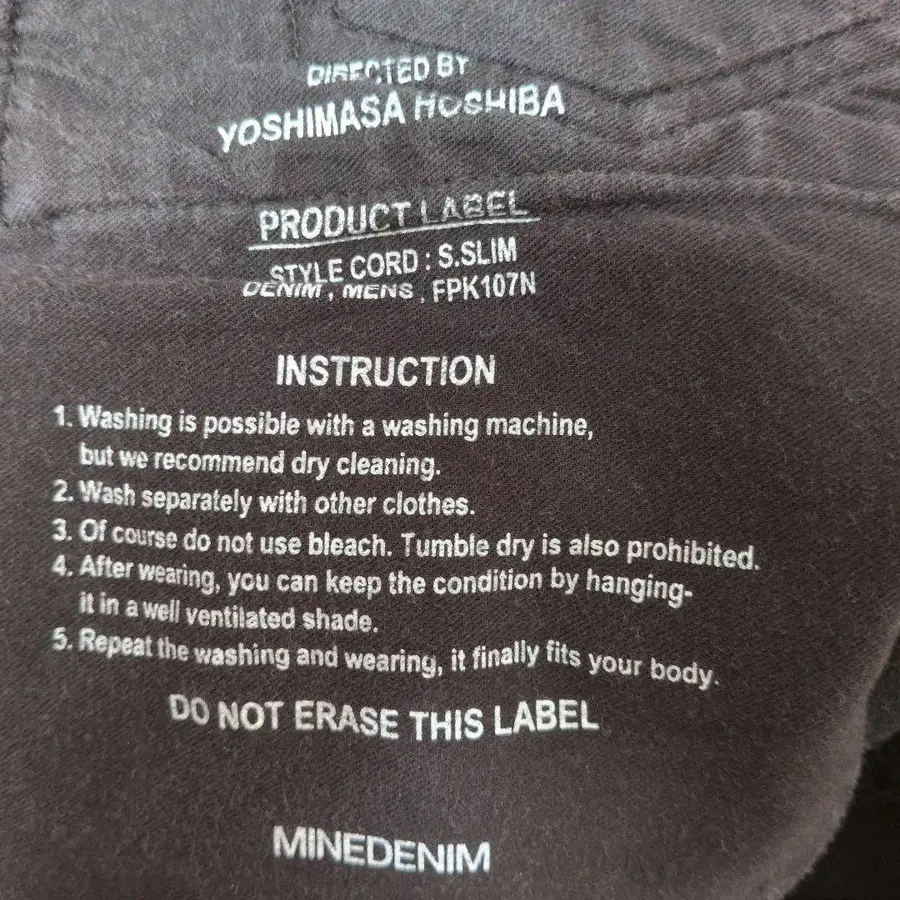 DIRECTED BY
YOSHIMASA HOSHIBA
PRODUCT LABEL
STYLE CORD : S.SLIM
DENIM , MENS , FPK107N
INSTRUCTION
1. Washing is possible with a washing machine,
but we recommend dry cleaning.
2. Wash separately with other clothes.
3. Of course do not use bleach. Tumble dry is also prohibited.
4. After wearing, you can keep the condition by hanging-
it in a well ventilated shade.
5. Repeat the washing and wearing, it finally fits your body.
DO NOT ERASE THIS LABEL
MINEDENIM